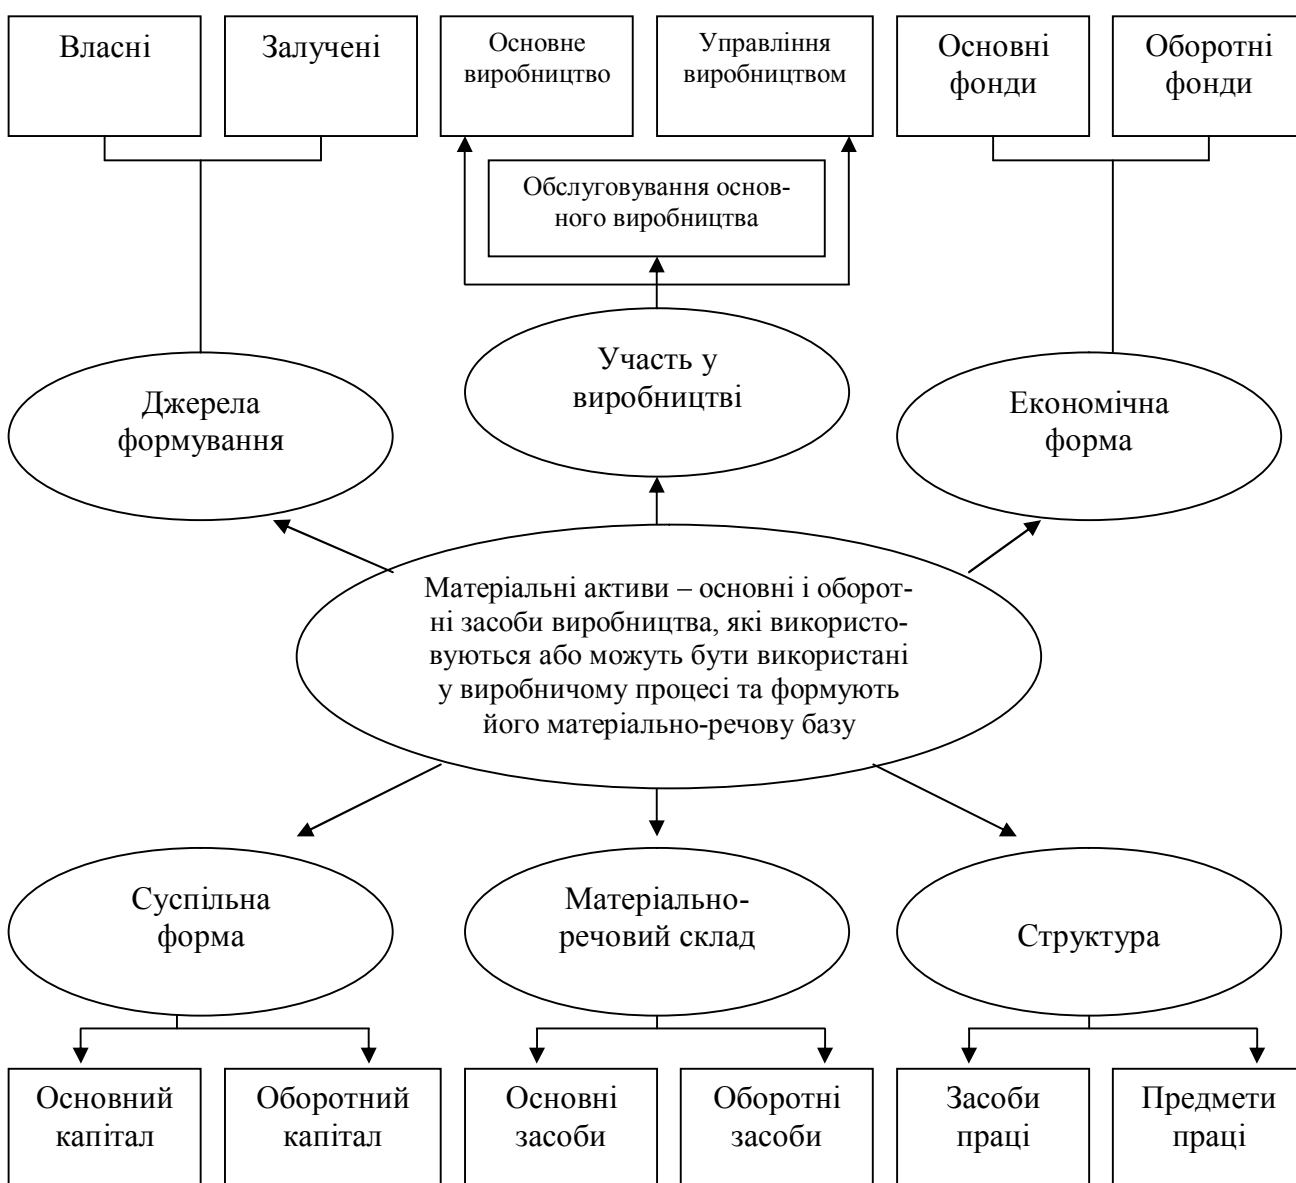 Власні
Залучені
Основне
виробництво
Управління
виробництвом
Основні
фонди
Оборотні
фонди
Обслуговування основ-
ного виробництва
Джерела
формування
Участь у
виробництві
Економічна
форма
Матеріальні активи – основні і оборот-
ні засоби виробництва, які використо-
вуються або можуть бути використані
у виробничому процесі та формують
його матеріально-речову базу
Суспільна
форма
Матеріально-
речовий склад
Структура
Основний
капітал
Оборотний
капітал
Основні
засоби
Оборотні
засоби
Засоби
праці
Предмети
праці